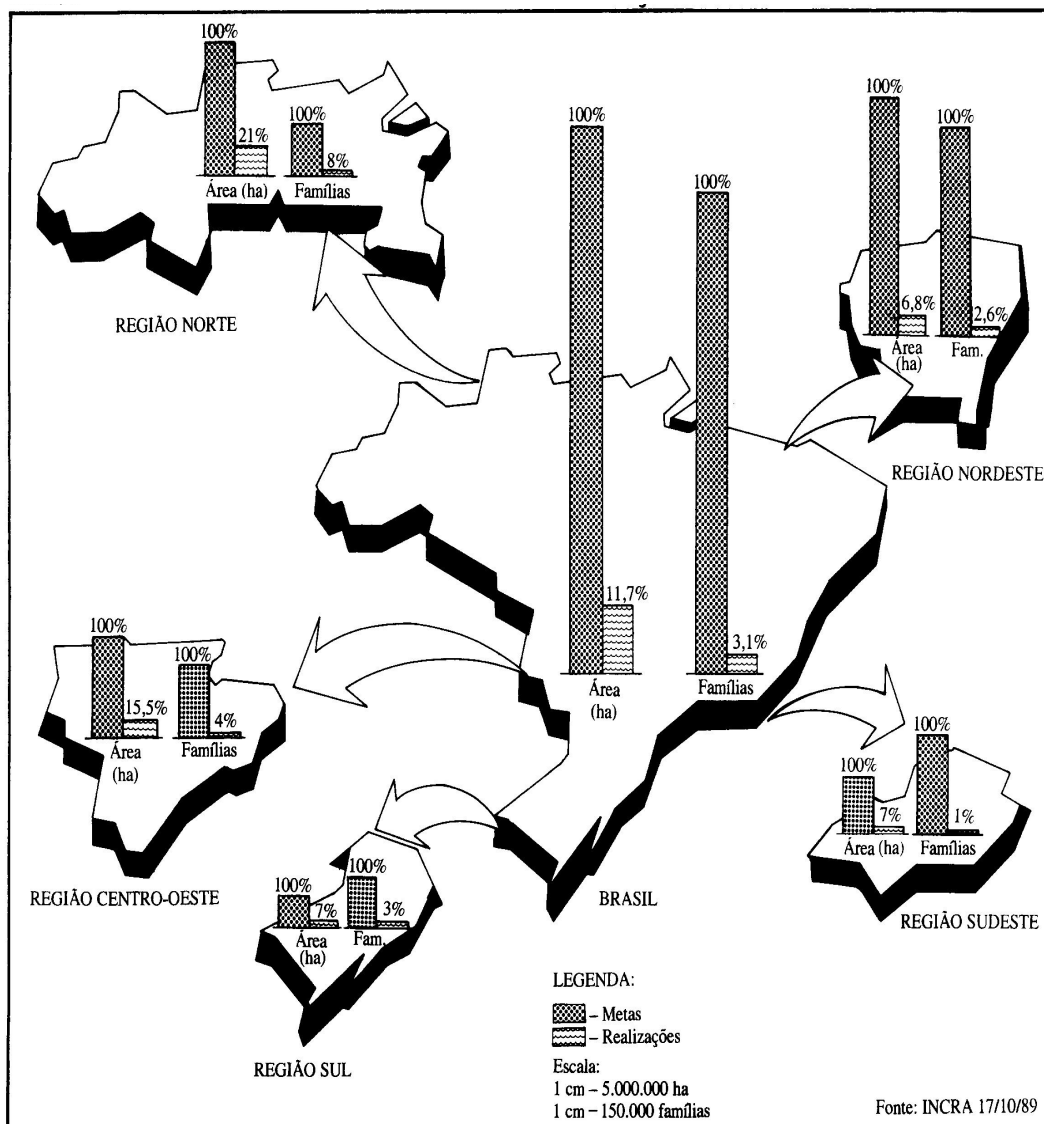 100%
21%
Área (ha)
100%
8%
Famílias
REGIÃO NORTE
100%
11,7%
Área
(ha)
100%
3,1%
Famílias
BRASIL
100%
6,8%
Área
(ha)
100%
2,6%
Fam.
REGIÃO NORDESTE
100%
15,5%
Área
(ha)
100%
4%
Famílias
REGIÃO CENTRO-OESTE
100%
7%
Área (ha)
100%
1%
Famílias
REGIÃO SUDESTE
100%
7%
Área
(ha)
100%
3%
Fam.
REGIÃO SUL
LEGENDA:
– Metas
– Realizações
Escala:
1 cm – 5.000.000 ha
1 cm – 150.000 famílias
Fonte: INCRA 17/10/89